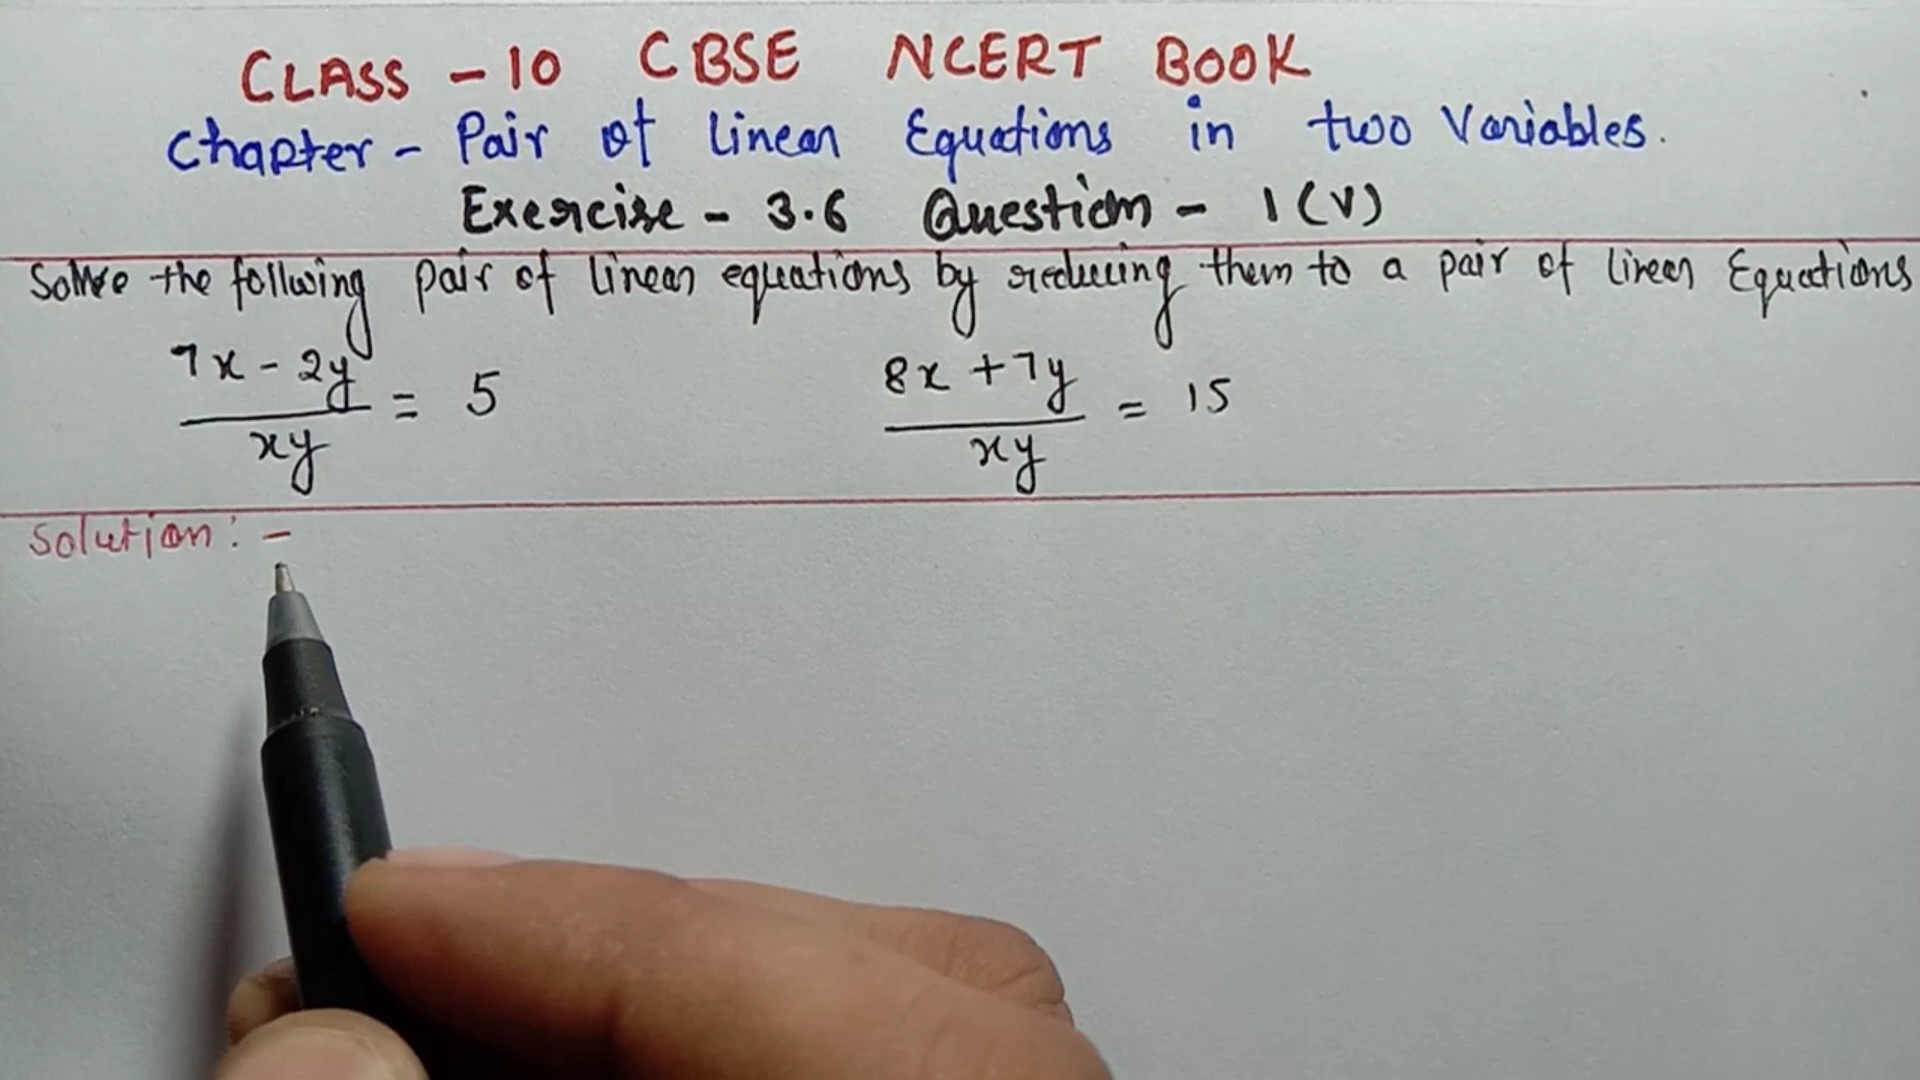 CLASS - 10 CBSE NCERT BOOK
Chapter - Pair of linear Equations in two Variables.
Exercise - 3.6 Question - 1 (V)
Solve the following pair of linear equations by reducing them to a pair of linear Equations
7x - 2y / xy = 5    8x + 7y / xy = 15
Solution : -